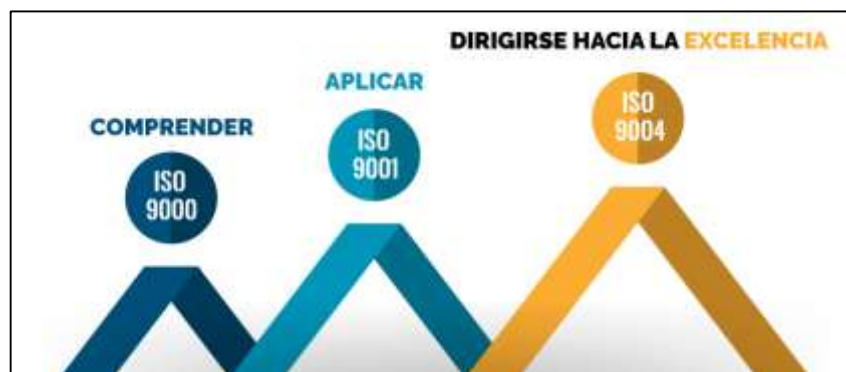 DIRIGIRSE HACIA LA EXCELENCIA
APLICAR
COMPRENDER
ISO
9004
ISO
9001
ISO
9000